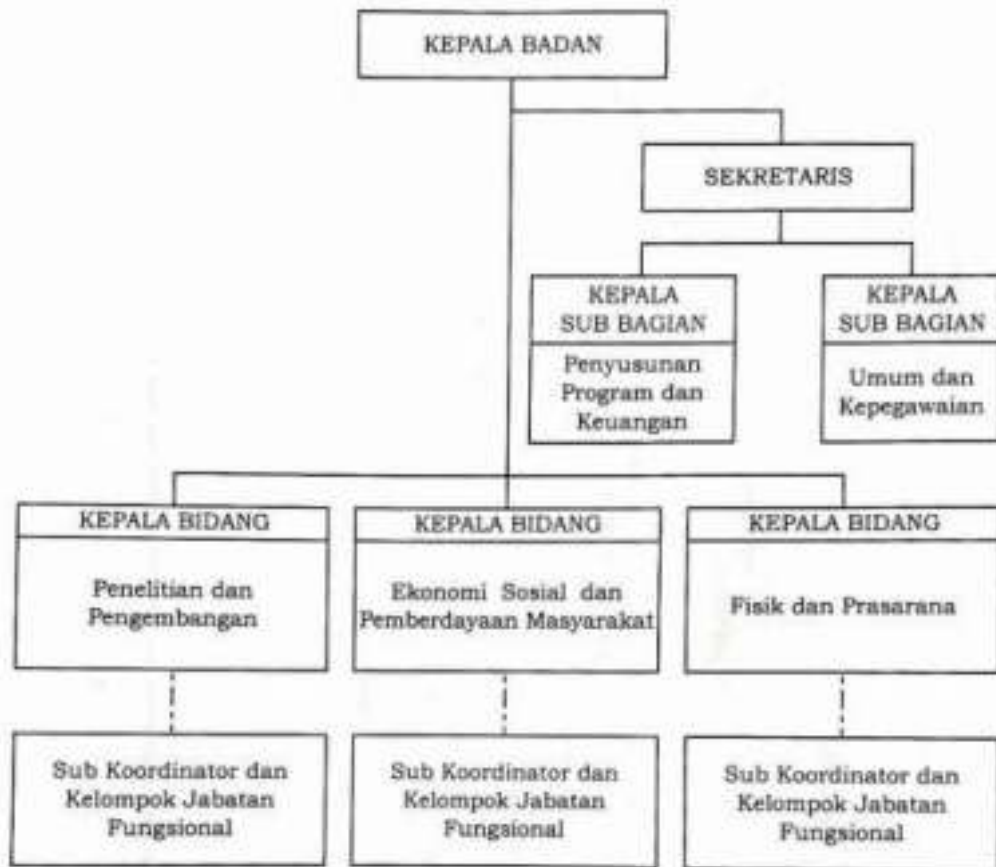 KEPALA BADAN
SEKRETARIS
KEPALA
SUB BAGIAN
Penyusunan
Program dan
Keuangan
KEPALA
SUB BAGIAN
Umum dan
Kepegawaian
KEPALA BIDANG
Penelitian dan
Pengembangan
KEPALA BIDANG
Ekonomi Sosial dan
Pemberdayaan Masyarakat
KEPALA BIDANG
Fisik dan Prasarana
Sub Koordinator dan
Kelompok Jabatan
Fungsional
Sub Koordinator dan
Kelompok Jabatan
Fungsional
Sub Koordinator dan
Kelompok Jabatan
Fungsional